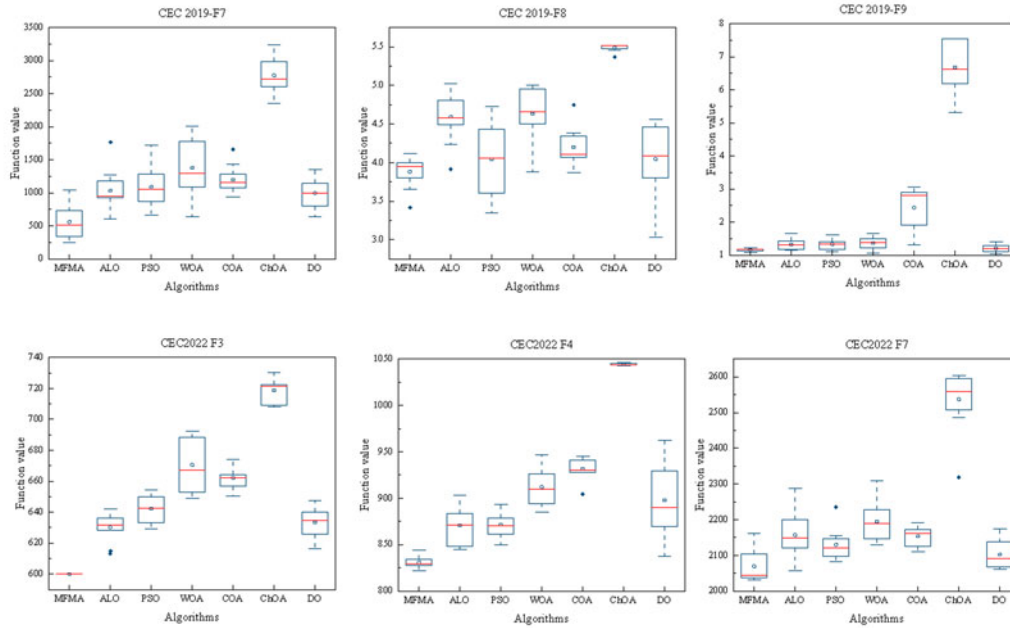 CEC 2019-F7
Function value
3500
3000
2500
2000
1500
1000
500
0
MFMA ALO PSO WOA COA ChOA DO
Algorithms
CEC 2019-F8
Function value
5.5
5.0
4.5
4.0
3.5
3.0
MFMA ALO PSO WOA COA ChOA DO
Algorithms
CEC 2019-F9
Function value
8
7
6
5
4
3
2
1
MFMA ALO PSO WOA COA ChOA DO
Algorithms
CEC2022 F3
Function value
740
720
700
680
660
640
620
600
MFMA ALO PSO WOA COA ChOA DO
Algorithms
CEC2022 F4
Function value
1050
1000
950
900
850
800
MFMA ALO PSO WOA COA ChOA DO
Algorithms
CEC2022 F7
Function value
2600
2500
2400
2300
2200
2100
2000
MFMA ALO PSO WOA COA ChOA DO
Algorithms